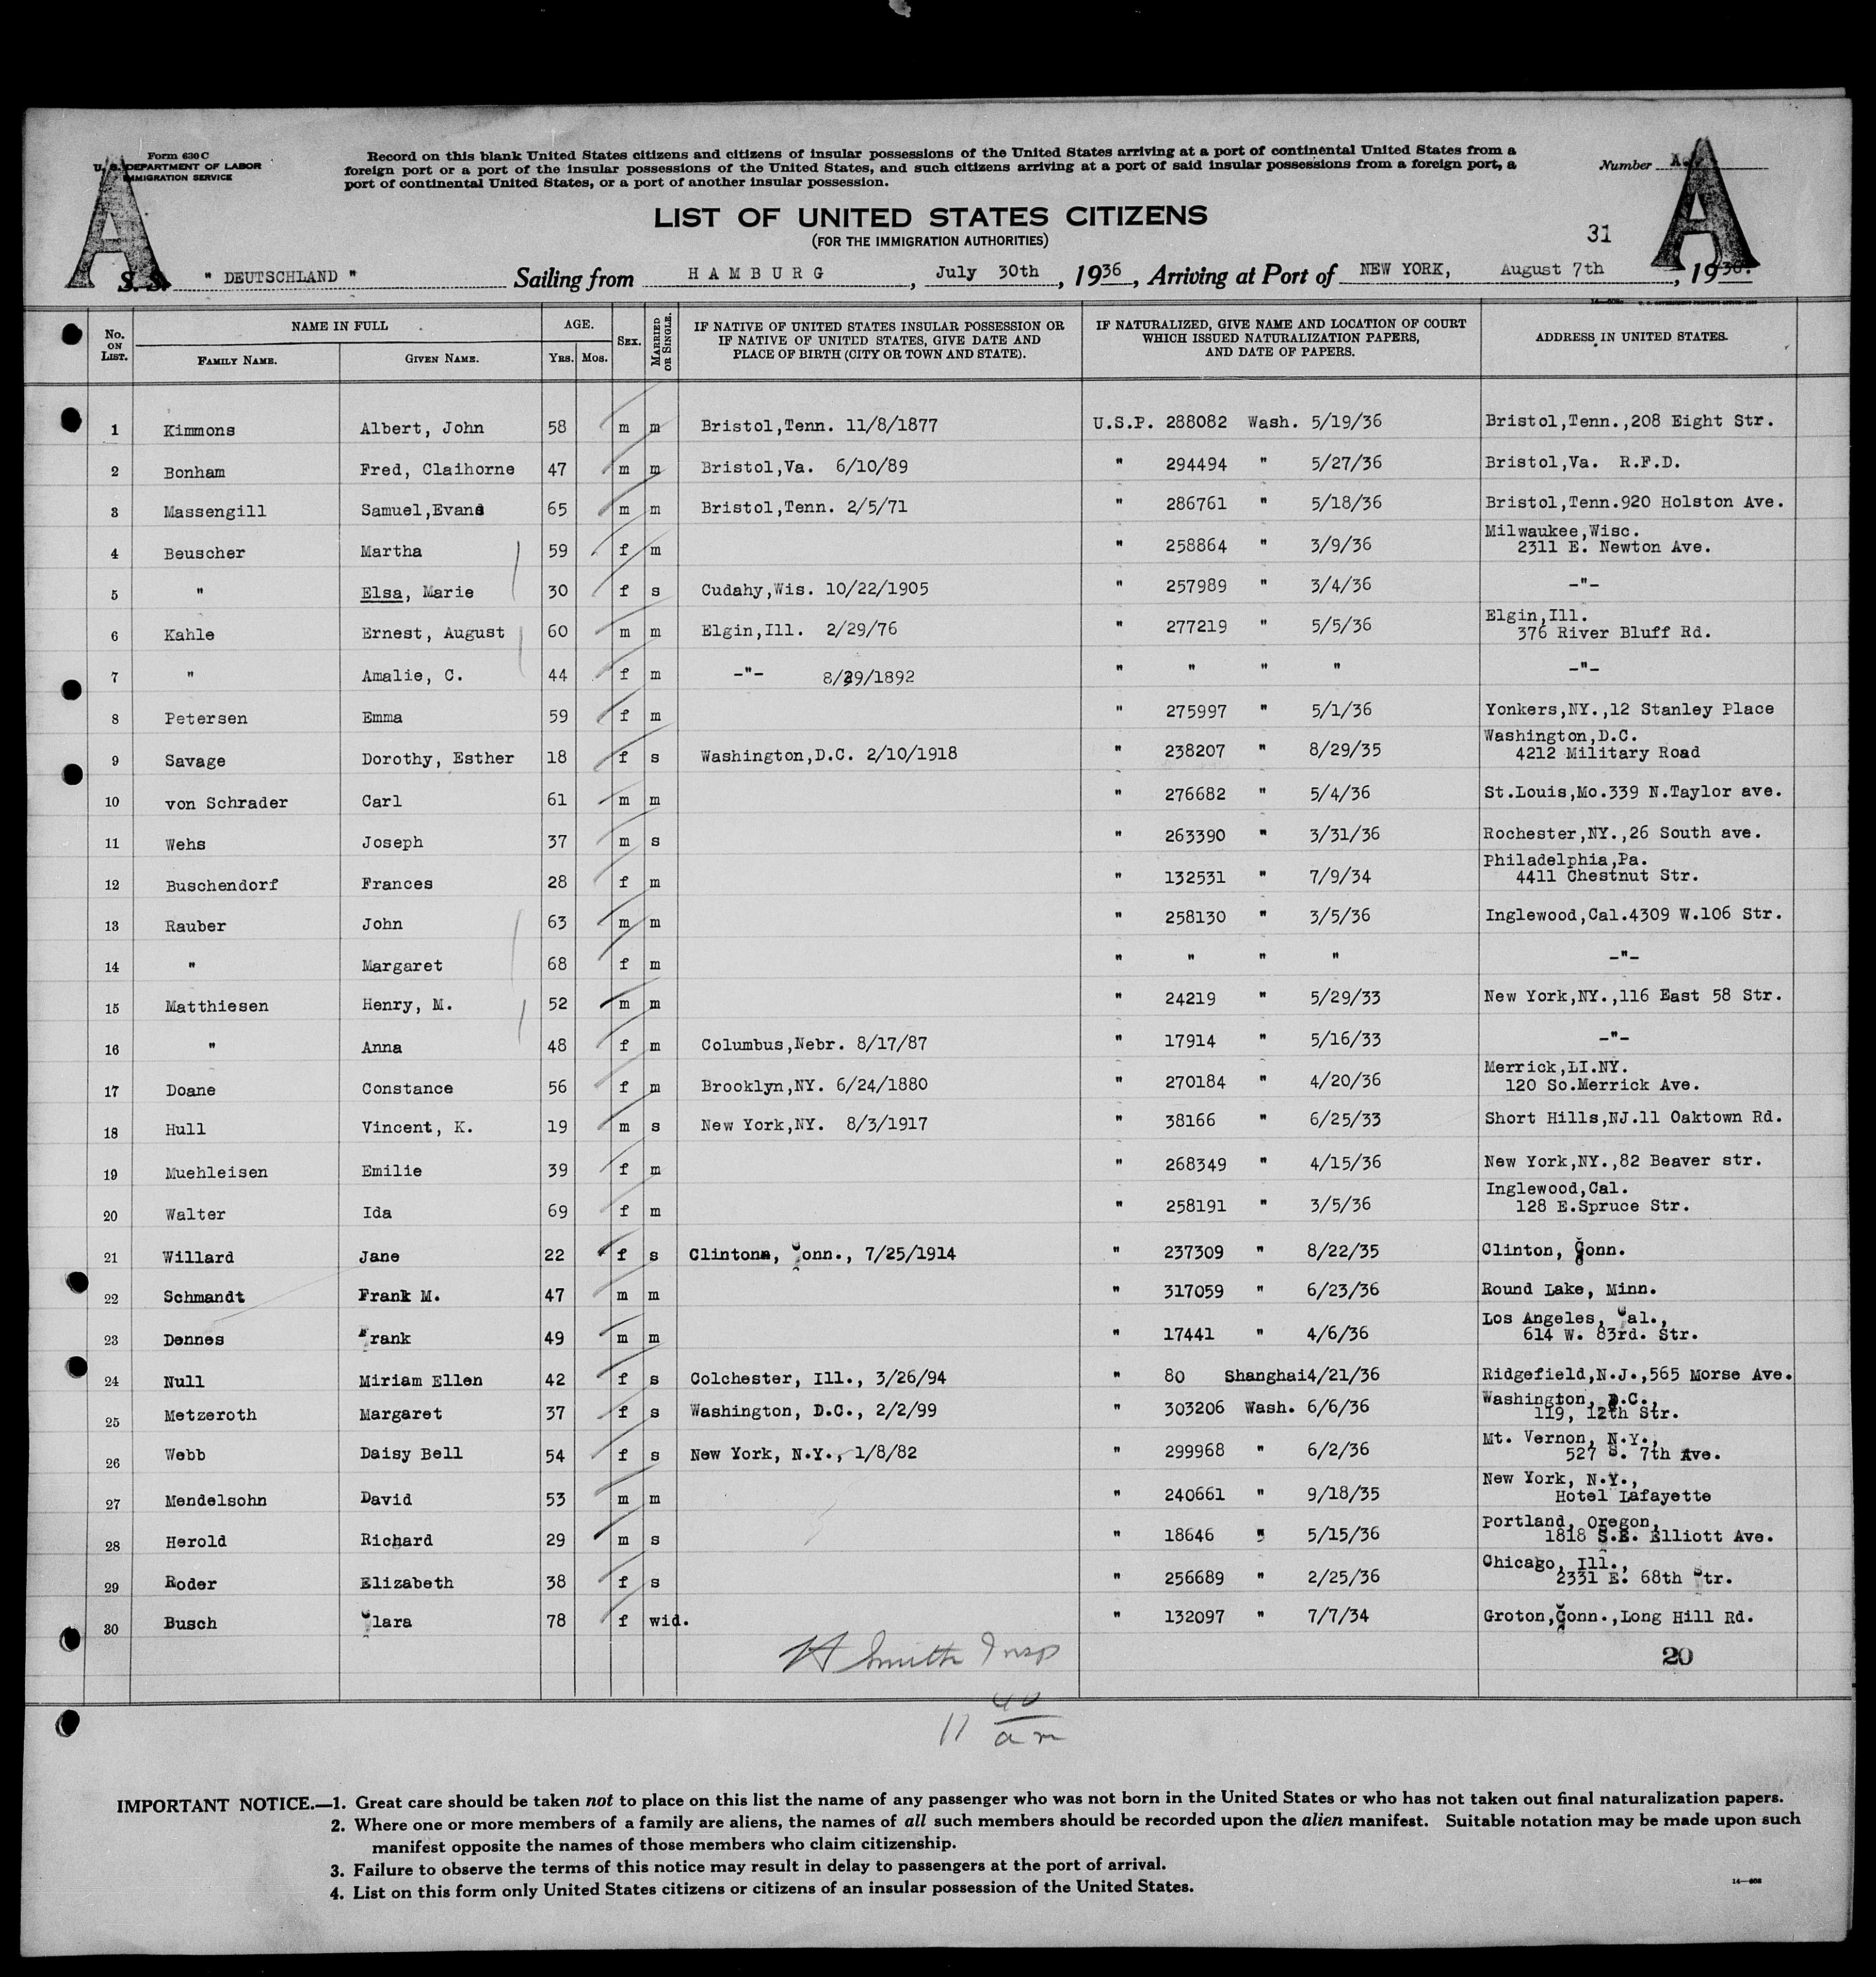 Form 630 C
U. S. DEPARTMENT OF LABOR
IMMIGRATION SERVICE
Record on this blank United States citizens and citizens of insular possessions of the United States arriving at a port of continental United States from a
foreign port or a port of the insular possessions of the United States, and such citizens arriving at a port of said insular possessions from a foreign port, a
port of continental United States, or a port of another insular possession.
Number
A A
LIST OF UNITED STATES CITIZENS
(FOR THE IMMIGRATION AUTHORITIES)
31
S. S. " DEUTSCHLAND " Sailing from HAMBURG, July 30th, 1936, Arriving at Port of NEW YORK, August 7th, 1936.
No. ON LIST. NAME IN FULL FAMILY NAME. GIVEN NAME. AGE. YRS. MOS. SEX. MARRIED OR SINGLE. IF NATIVE OF UNITED STATES INSULAR POSSESSION OR IF NATIVE OF UNITED STATES, GIVE DATE AND PLACE OF BIRTH (CITY OR TOWN AND STATE). IF NATURALIZED, GIVE NAME AND LOCATION OF COURT WHICH ISSUED NATURALIZATION PAPERS, AND DATE OF PAPERS. ADDRESS IN UNITED STATES.
1 Kimmons Albert, John 58 m m Bristol,Tenn. 11/8/1877 U.S.P. 288082 Wash. 5/19/36 Bristol,Tenn.,208 Eight Str.
2 Bonham Fred, Claihorne 47 m m Bristol,Va. 6/10/89 " 294494 " 5/27/36 Bristol,Va. R.F.D.
3 Massengill Samuel,Evans 65 m m Bristol,Tenn. 2/5/71 " 286761 " 5/18/36 Bristol,Tenn.920 Holston Ave.
4 Beuscher Martha 59 f m " 258864 " 3/9/36 Milwaukee,Wisc. 2311 E. Newton Ave.
5 " Elsa, Marie 30 f s Cudahy,Wis. 10/22/1905 " 257989 " 3/4/36 -"-
6 Kahle Ernest, August 60 m m Elgin,Ill. 2/29/76 " 277219 " 5/5/36 Elgin,Ill. 376 River Bluff Rd.
7 " Amalie, C. 44 f m -"- 8/29/1892 " " " " -"-
8 Petersen Emma 59 f m " 275997 " 5/1/36 Yonkers,NY.,12 Stanley Place
9 Savage Dorothy, Esther 18 f s Washington,D.C. 2/10/1918 " 238207 " 8/29/35 Washington,D.C. 4212 Military Road
10 von Schrader Carl 61 m m " 276682 " 5/4/36 St.Louis,Mo.339 N.Taylor ave.
11 Wehs Joseph 37 m s " 263390 " 3/31/36 Rochester,NY.,26 South ave.
12 Buschendorf Frances 28 f m " 132531 " 7/9/34 Philadelphia,Pa. 4411 Chestnut Str.
13 Rauber John 63 m m " 258130 " 3/5/36 Inglewood,Cal.4309 W.106 Str.
14 " Margaret 68 f m " " " " -"-
15 Matthiesen Henry, M. 52 m m " 24219 " 5/29/33 New York,NY.,116 East 58 Str.
16 " Anna 48 f m Columbus,Nebr. 8/17/87 " 17914 " 5/16/33 -"-
17 Doane Constance 56 f m Brooklyn,NY. 6/24/1880 " 270184 " 4/20/36 Merrick,LI.NY. 120 So.Merrick Ave.
18 Hull Vincent, K. 19 m s New York,NY. 8/3/1917 " 38166 " 6/25/33 Short Hills,NJ.11 Oaktown Rd.
19 Muehleisen Emilie 39 f m " 268349 " 4/15/36 New York,NY.,82 Beaver str.
20 Walter Ida 69 f m " 258191 " 3/5/36 Inglewood,Cal. 128 E.Spruce Str.
21 Willard Jane 22 f s Clinton, Conn., 7/25/1914 " 237309 " 8/22/35 Clinton, Conn.
22 Schmandt Frank M. 47 m m " 317059 " 6/23/36 Round Lake, Minn.
23 Dennes Frank 49 m m " 17441 " 4/6/36 Los Angeles, Cal., 614 W. 83rd. Str.
24 Null Miriam Ellen 42 f s Colchester, Ill., 3/26/94 " 80 Shanghai4/21/36 Ridgefield,N.J.,565 Morse Ave.
25 Metzeroth Margaret 37 f s Washington, D.C., 2/2/99 " 303206 Wash. 6/6/36 Washington, D.C., 119, 12th Str.
26 Webb Daisy Bell 54 f s New York, N.Y., 1/8/82 " 299968 " 6/2/36 Mt. Vernon, N.Y., 527 S. 7th Ave.
27 Mendelsohn David 53 m m " 240661 " 9/18/35 New York, N.Y., Hotel Lafayette
28 Herold Richard 29 m s " 18646 " 5/15/36 Portland, Oregon, 1818 S.E. Elliott Ave.
29 Roder Elizabeth 38 f s " 256689 " 2/25/36 Chicago, Ill., 2331 E. 68th Str.
30 Busch Clara 78 f wid. " 132097 " 7/7/34 Groton,Conn.,Long Hill Rd.
H Smith Insp
20
11 40 am
IMPORTANT NOTICE.—1. Great care should be taken not to place on this list the name of any passenger who was not born in the United States or who has not taken out final naturalization papers.
2. Where one or more members of a family are aliens, the names of all such members should be recorded upon the alien manifest. Suitable notation may be made upon such
manifest opposite the names of those members who claim citizenship.
3. Failure to observe the terms of this notice may result in delay to passengers at the port of arrival.
4. List on this form only United States citizens or citizens of an insular possession of the United States.
14—608